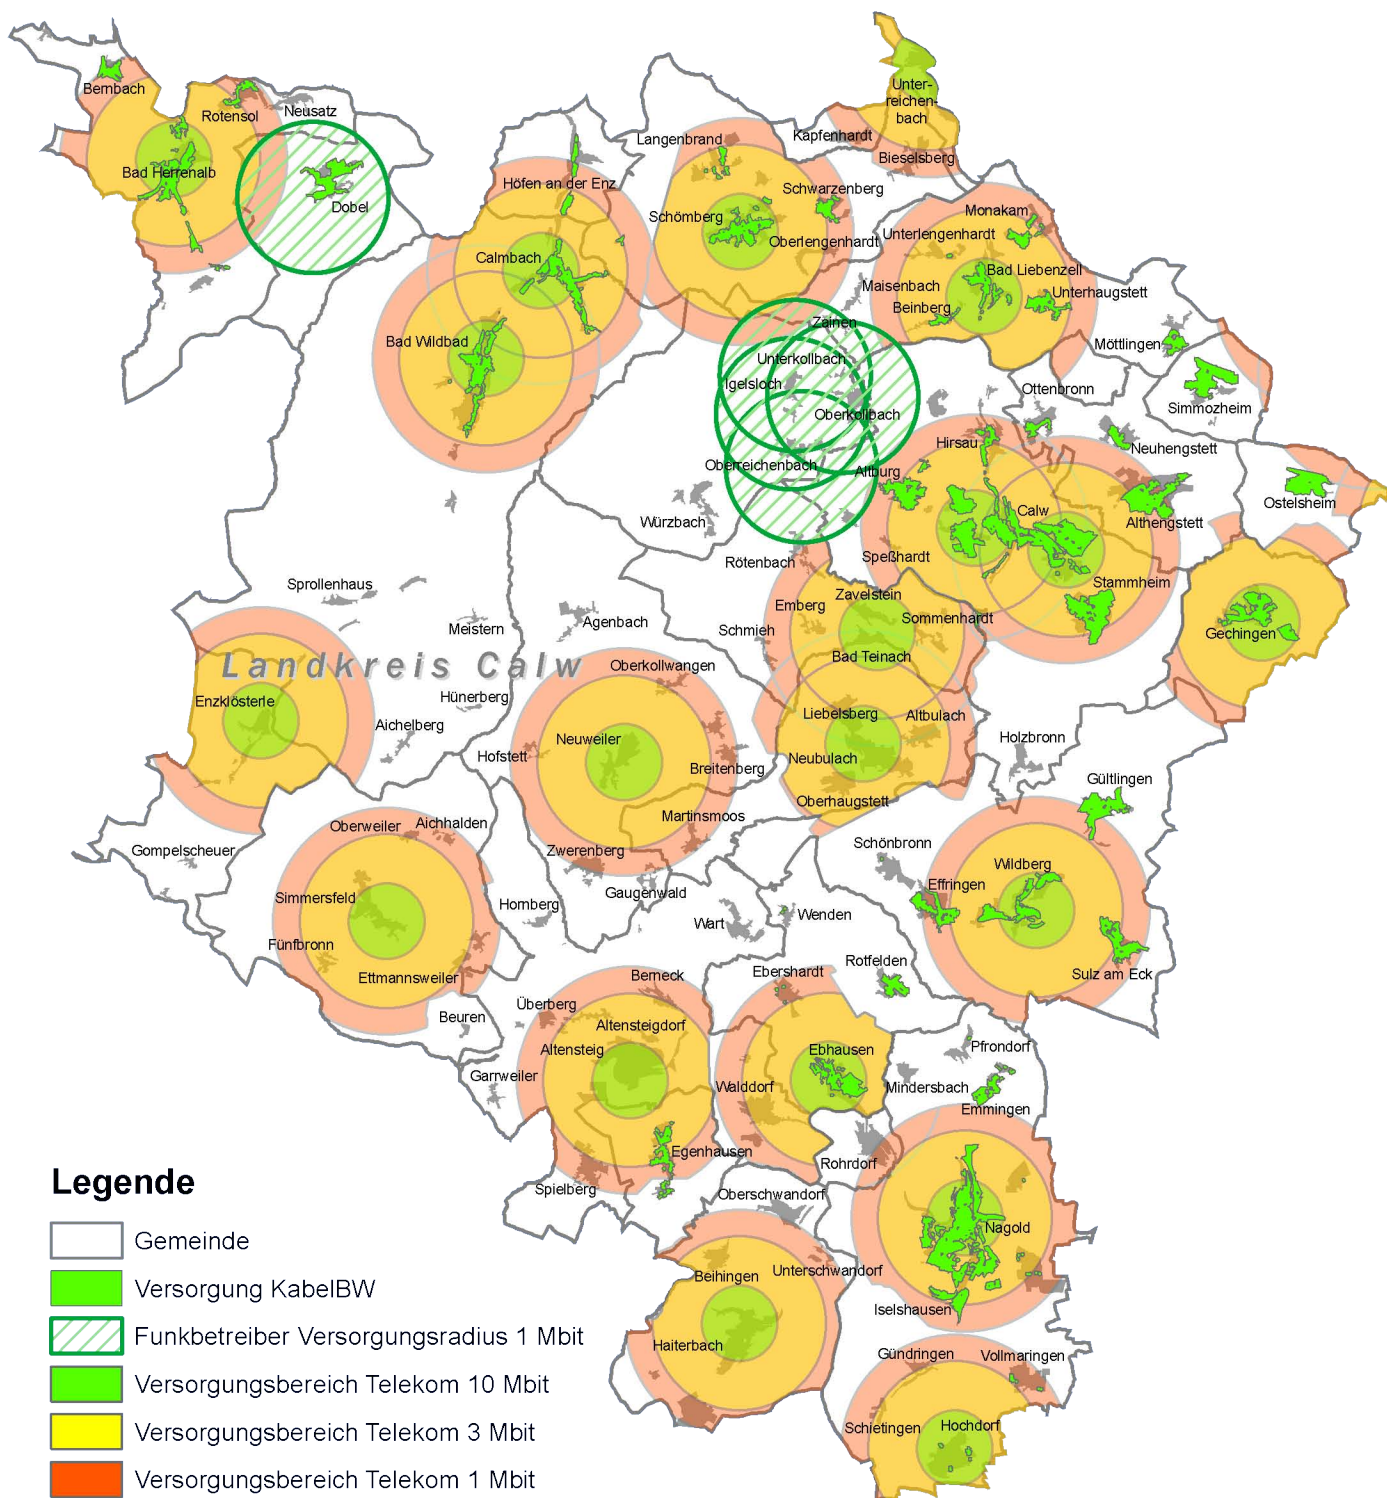 Bernbach
Rotensol
Neusatz
Bad Herrenalb
Dobel
Unter-
reichen-
bach
Langenbrand
Kapfenhardt
Bieselsberg
Höfen an der Enz
Schwarzenberg
Schömberg
Monakam
Unterlengenhardt
Oberlengenhardt
Calmbach
Bad Liebenzell
Maisenbach
Unterhaugstett
Beinberg
Zainen
Bad Wildbad
Möttlingen
Unterkollbach
Igelsloch
Ottenbronn
Simmozheim
Oberkollbach
Hirsau
Neuhengstett
Oberreichenbach
Altburg
Ostelsheim
Calw
Würzbach
Althengstett
Speßhardt
Rötenbach
Sprollenhaus
Stammheim
Zavelstein
Emberg
Sommenhardt
Agenbach
Meistern
Schmieh
Gechingen
Bad Teinach
Landkreis Calw
Oberkollwangen
Hünerberg
Enzklösterle
Liebelsberg
Altbulach
Aichelberg
Neuweiler
Holzbronn
Hofstett
Neubulach
Breitenberg
Gültlingen
Oberhaugstett
Martinsmoos
Oberweiler
Aichhalden
Gompelscheuer
Zwerenberg
Schönbronn
Wildberg
Effringen
Simmersfeld
Gaugenwald
Homberg
Wart
Wenden
Fünfbronn
Rotfelden
Ettmannsweiler
Berneck
Ebershardt
Sulz am Eck
Überberg
Beuren
Altensteigdorf
Altensteig
Ebhausen
Pfrondorf
Garrweiler
Walddorf
Mindersbach
Emmingen
Egenhausen
Rohrdorf
Spielberg
Oberschwandorf
Nagold
Beihingen
Unterschwandorf
Iselshausen
Haiterbach
Gündringen
Vollmaringen
Schietingen
Hochdorf
Legende
Gemeinde
Versorgung KabelBW
Funkbetreiber Versorgungsradius 1 Mbit
Versorgungsbereich Telekom 10 Mbit
Versorgungsbereich Telekom 3 Mbit
Versorgungsbereich Telekom 1 Mbit